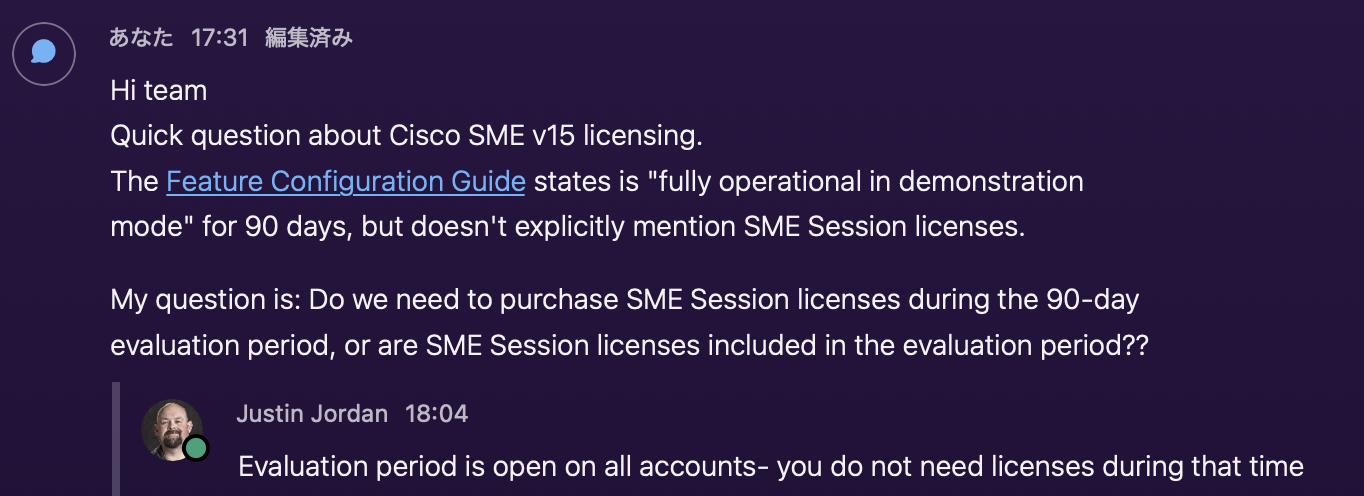 あなた 17:31 編集済み
Hi team
Quick question about Cisco SME v15 licensing.
The Feature Configuration Guide states is "fully operational in demonstration
mode" for 90 days, but doesn't explicitly mention SME Session licenses.
My question is: Do we need to purchase SME Session licenses during the 90-day
evaluation period, or are SME Session licenses included in the evaluation period??
Justin Jordan 18:04
Evaluation period is open on all accounts- you do not need licenses during that time